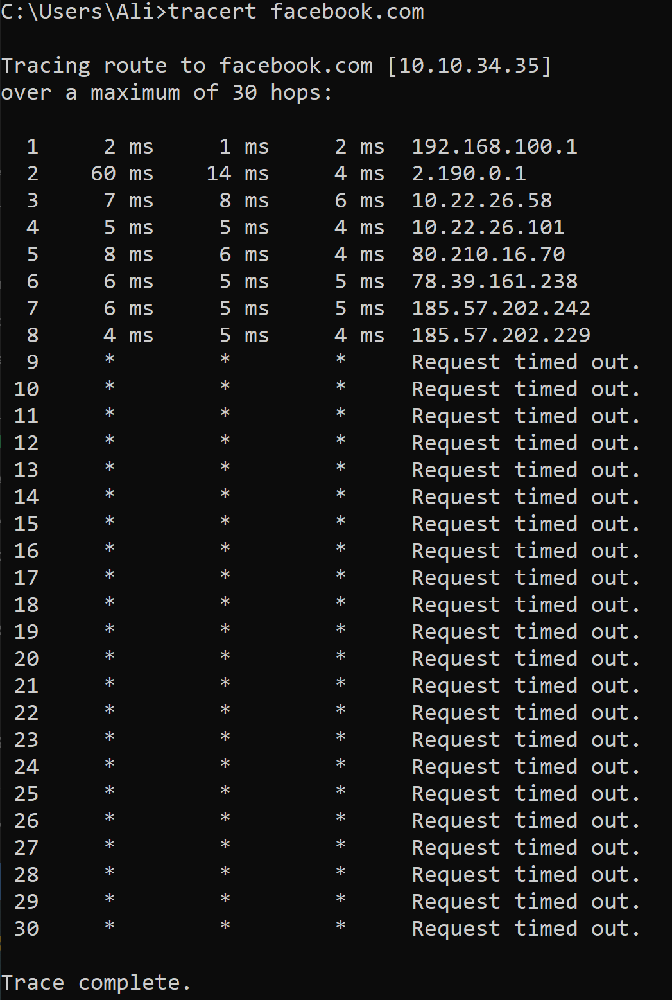 C:\Users\Ali>tracert facebook.com
Tracing route to facebook.com [10.10.34.35]
over a maximum of 30 hops:
1 2 ms 1 ms 2 ms 192.168.100.1
2 60 ms 14 ms 4 ms 2.190.0.1
3 7 ms 8 ms 6 ms 10.22.26.58
4 5 ms 5 ms 4 ms 10.22.26.101
5 8 ms 6 ms 4 ms 80.210.16.70
6 6 ms 5 ms 5 ms 78.39.161.238
7 6 ms 5 ms 5 ms 185.57.202.242
8 4 ms 5 ms 4 ms 185.57.202.229
9 * * * Request timed out.
10 * * * Request timed out.
11 * * * Request timed out.
12 * * * Request timed out.
13 * * * Request timed out.
14 * * * Request timed out.
15 * * * Request timed out.
16 * * * Request timed out.
17 * * * Request timed out.
18 * * * Request timed out.
19 * * * Request timed out.
20 * * * Request timed out.
21 * * * Request timed out.
22 * * * Request timed out.
23 * * * Request timed out.
24 * * * Request timed out.
25 * * * Request timed out.
26 * * * Request timed out.
27 * * * Request timed out.
28 * * * Request timed out.
29 * * * Request timed out.
30 * * * Request timed out.
Trace complete.